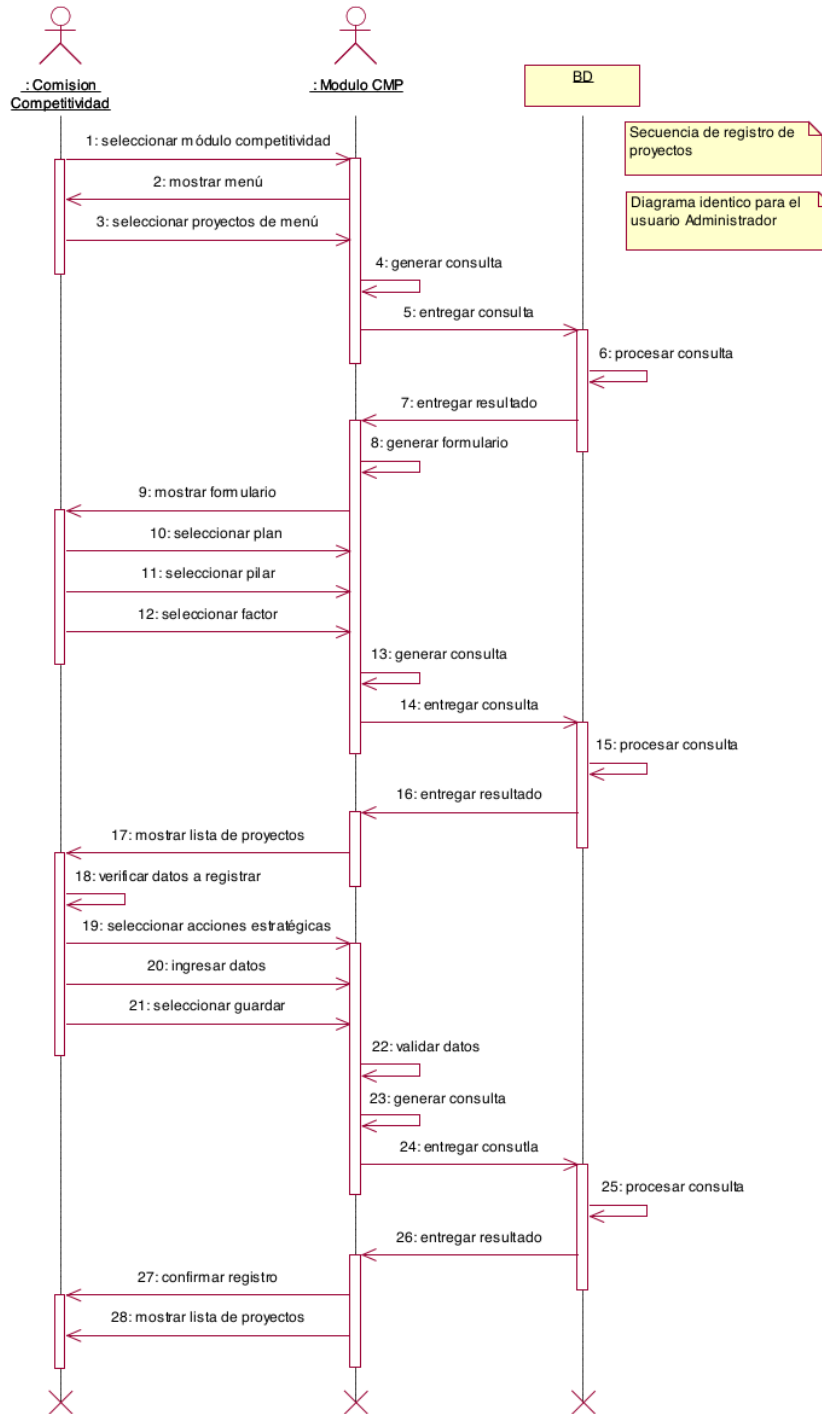 : Comision
Competitividad
: Modulo CMP
BD
Secuencia de registro de
proyectos
Diagrama identico para el
usuario Administrador
1: seleccionar módulo competitividad
2: mostrar menú
3: seleccionar proyectos de menú
4: generar consulta
5: entregar consulta
6: procesar consulta
7: entregar resultado
8: generar formulario
9: mostrar formulario
10: seleccionar plan
11: seleccionar pilar
12: seleccionar factor
13: generar consulta
14: entregar consulta
15: procesar consulta
16: entregar resultado
17: mostrar lista de proyectos
18: verificar datos a registrar
19: seleccionar acciones estratégicas
20: ingresar datos
21: seleccionar guardar
22: validar datos
23: generar consulta
24: entregar consutla
25: procesar consulta
26: entregar resultado
27: confirmar registro
28: mostrar lista de proyectos